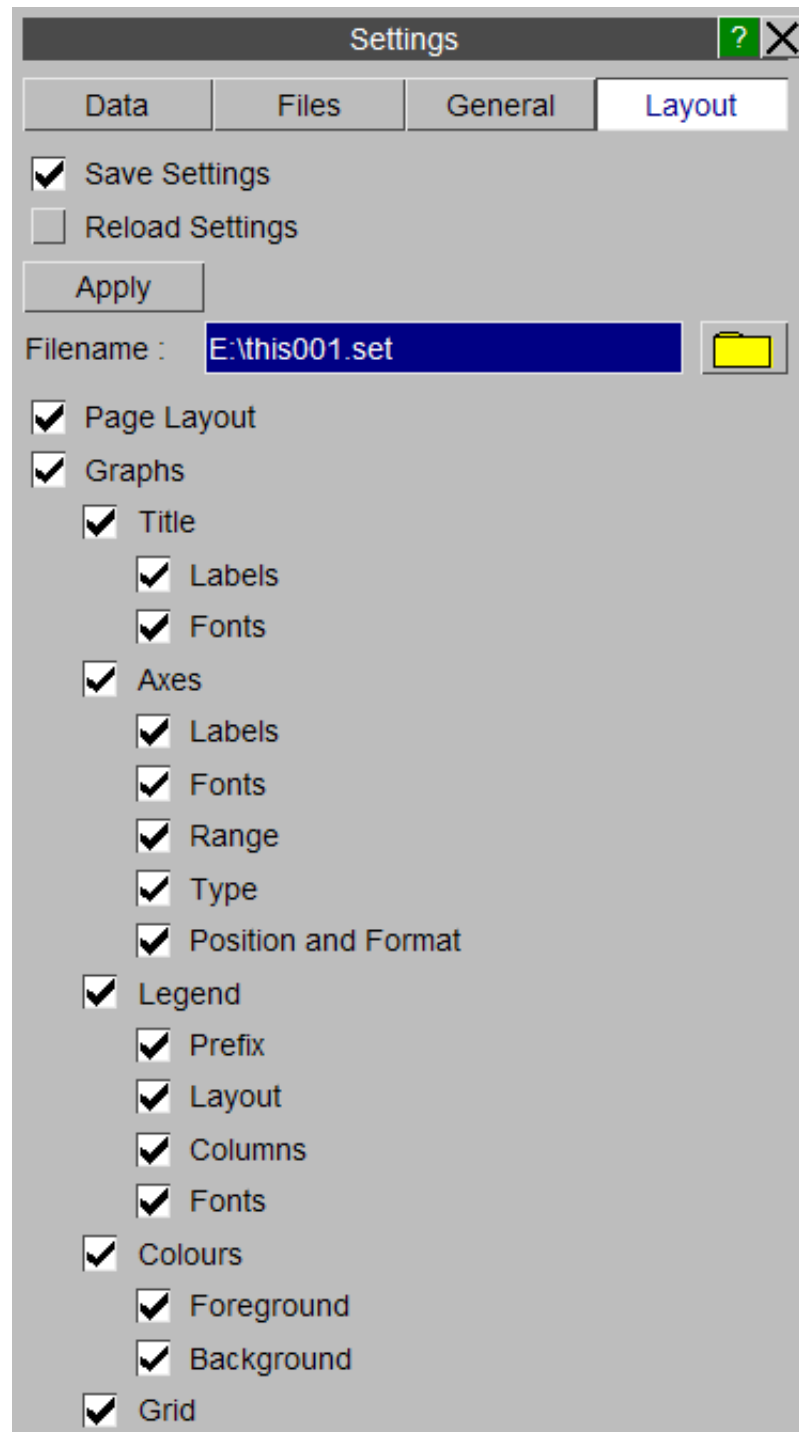 Settings ?
Data Files General Layout
Save Settings
Reload Settings
Apply
Filename : E:\this001.set
Page Layout
Graphs
Title
Labels
Fonts
Axes
Labels
Fonts
Range
Type
Position and Format
Legend
Prefix
Layout
Columns
Fonts
Colours
Foreground
Background
Grid